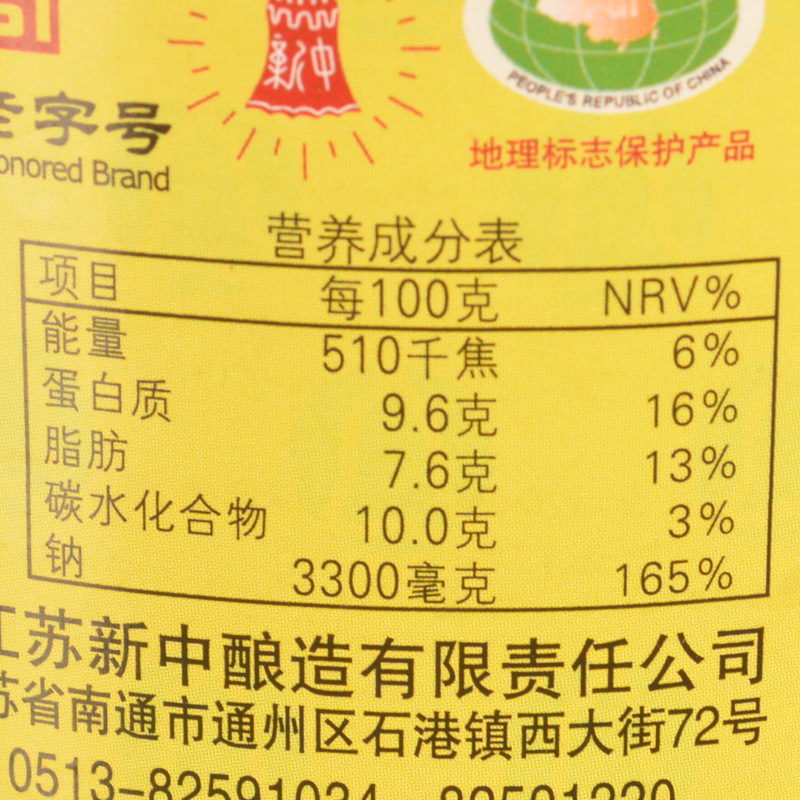 新中
PEOPLE'S REPUBLIC OF CHINA
老字号
onored Brand
地理标志保护产品
营养成分表
项目 每100克 NRV%
能量 510千焦 6%
蛋白质 9.6克 16%
脂肪 7.6克 13%
碳水化合物 10.0克 3%
钠 3300毫克 165%
江苏新中酿造有限责任公司
苏省南通市通州区石港镇西大街72号
0513-82591034